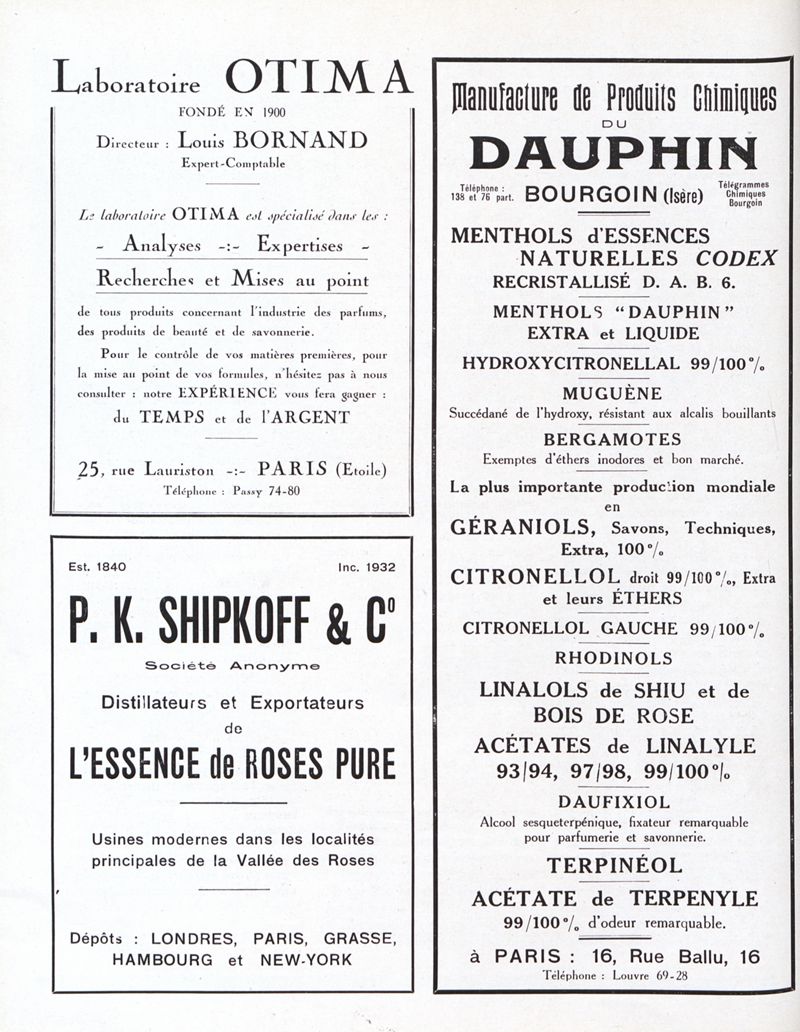 Laboratoire OTIMA
FONDÉ EN 1900
Directeur : Louis BORNAND
Expert-Comptable
Le laboratoire OTIMA est spécialisé dans les :
- Analyses -:- Expertises -
Recherches et Mises au point
de tous produits concernant l'industrie des parfums,
des produits de beauté et de savonnerie.
Pour le contrôle de vos matières premières, pour
la mise au point de vos formules, n'hésitez pas à nous
consulter : notre EXPÉRIENCE vous fera gagner :
du TEMPS et de l'ARGENT
25, rue Lauriston -:- PARIS (Etoile)
Téléphone : Passy 74-80
Est. 1840 Inc. 1932
P. K. SHIPKOFF & Cº
Société Anonyme
Distillateurs et Exportateurs
de
L'ESSENCE de ROSES PURE
Usines modernes dans les localités
principales de la Vallée des Roses
Dépôts : LONDRES, PARIS, GRASSE,
HAMBOURG et NEW-YORK
Manufacture de Produits Chimiques
DU
DAUPHIN
Téléphone :
138 et 76 part.
BOURGOIN (Isère)
Télégrammes
Chimiques
Bourgoin
MENTHOLS d'ESSENCES
NATURELLES CODEX
RECRISTALLISÉ D. A. B. 6.
MENTHOLS "DAUPHIN"
EXTRA et LIQUIDE
HYDROXYCITRONELLAL 99/100%
MUGUÈNE
Succédané de l'hydroxy, résistant aux alcalis bouillants
BERGAMOTES
Exemptes d'éthers inodores et bon marché.
La plus importante production mondiale
en
GÉRANIOLS, Savons, Techniques,
Extra, 100%
CITRONELLOL droit 99/100%, Extra
et leurs ÉTHERS
CITRONELLOL GAUCHE 99/100%
RHODINOLS
LINALOLS de SHIU et de
BOIS DE ROSE
ACÉTATES de LINALYLE
93/94, 97/98, 99/100%
DAUFIXIOL
Alcool sesqueterpénique, fixateur remarquable
pour parfumerie et savonnerie.
TERPINÉOL
ACÉTATE de TERPENYLE
99/100% d'odeur remarquable.
à PARIS : 16, Rue Ballu, 16
Téléphone : Louvre 69-28